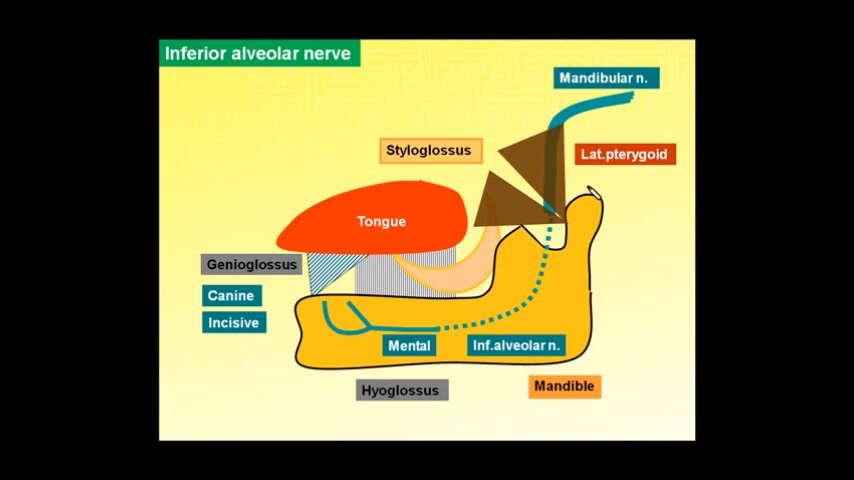 Inferior alveolar nerve
Mandibular n.
Styloglossus
Lat.pterygoid
Tongue
Genioglossus
Canine
Incisive
Mental
Inf.alveolar n.
Hyoglossus
Mandible